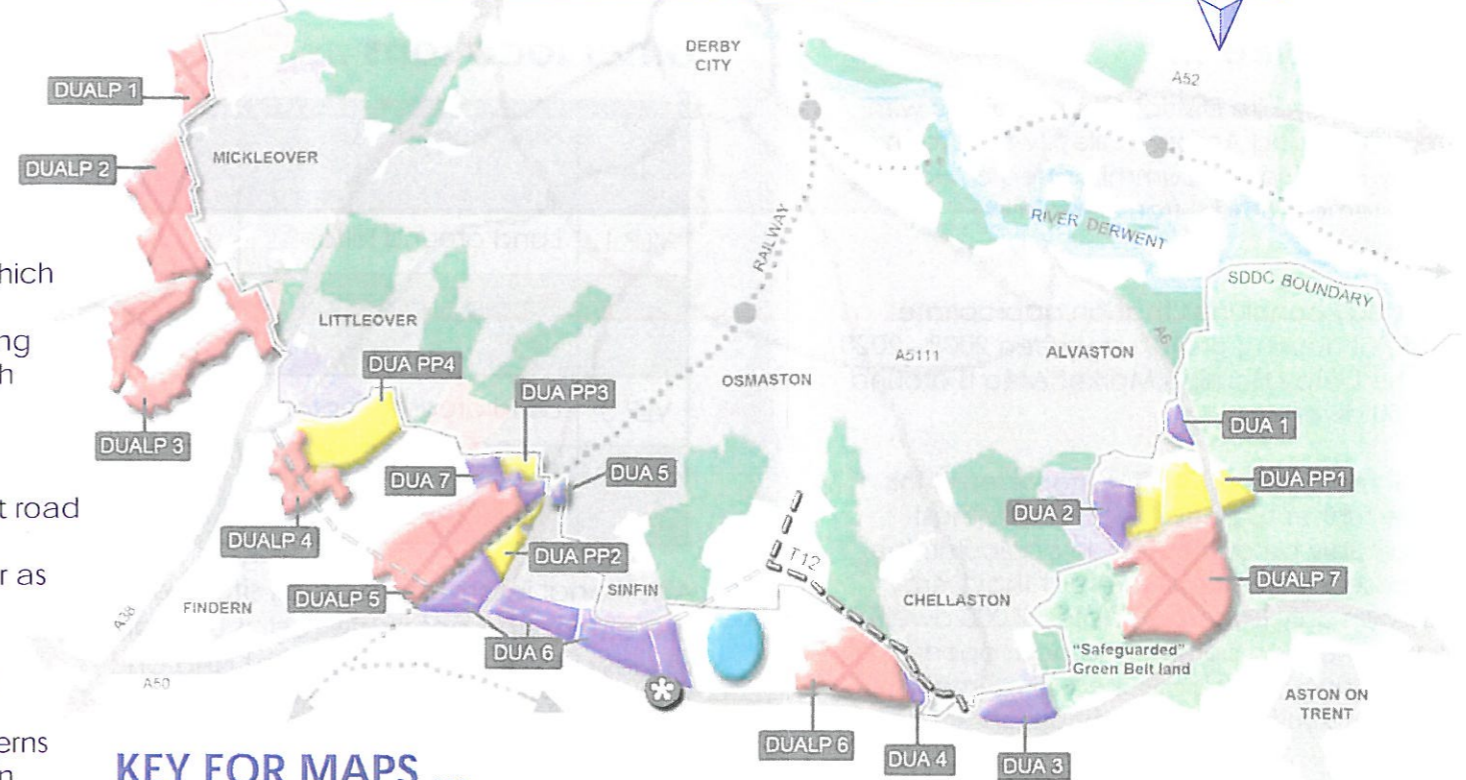 DERBY
CITY
A52
DUALP 1
MICKLEOVER
DUALP 2
RAILWAY
RIVER DERWENT
hich
SDDC BOUNDARY
LITTLEOVER
ng
A6
h
A5111
ALVASTON
DUA PP4
OSMASTON
DUA PP3
DUALP 3
DUA 1
DUA 7
DUA 5
DUA PP1
t road
DUA 2
DUALP 4
DUA PP2
T12
r as
SINFIN
DUALP 7
DUALP 5
CHELLASTON
FINDERN
A38
DUA 6
"Safeguarded"
Green Belt land
A50
*
ASTON ON
TRENT
erns
DUALP 6
DUA 4
DUA 3
n
KEY FOR MAPS